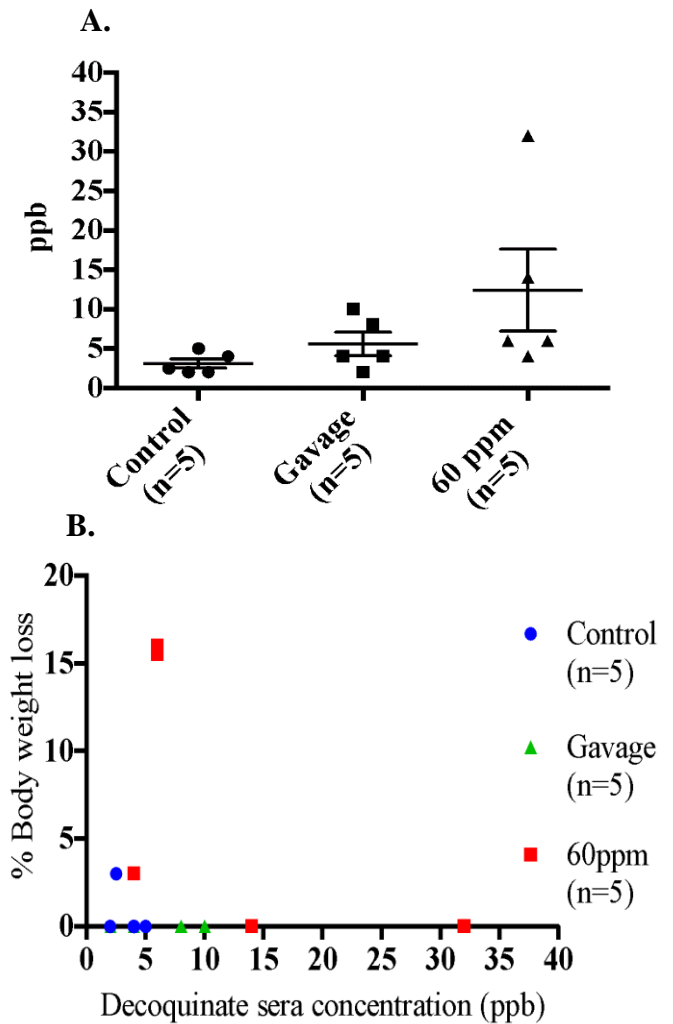 A.
40
35
30
25
20
15
10
5
0
ppb
Control
(n=5)
Gavage
(n=5)
60 ppm
(n=5)
B.
20
15
10
5
0
% Body weight loss
0 5 10 15 20 25 30 35 40
Decoquinate sera concentration (ppb)
Control
(n=5)
Gavage
(n=5)
60ppm
(n=5)